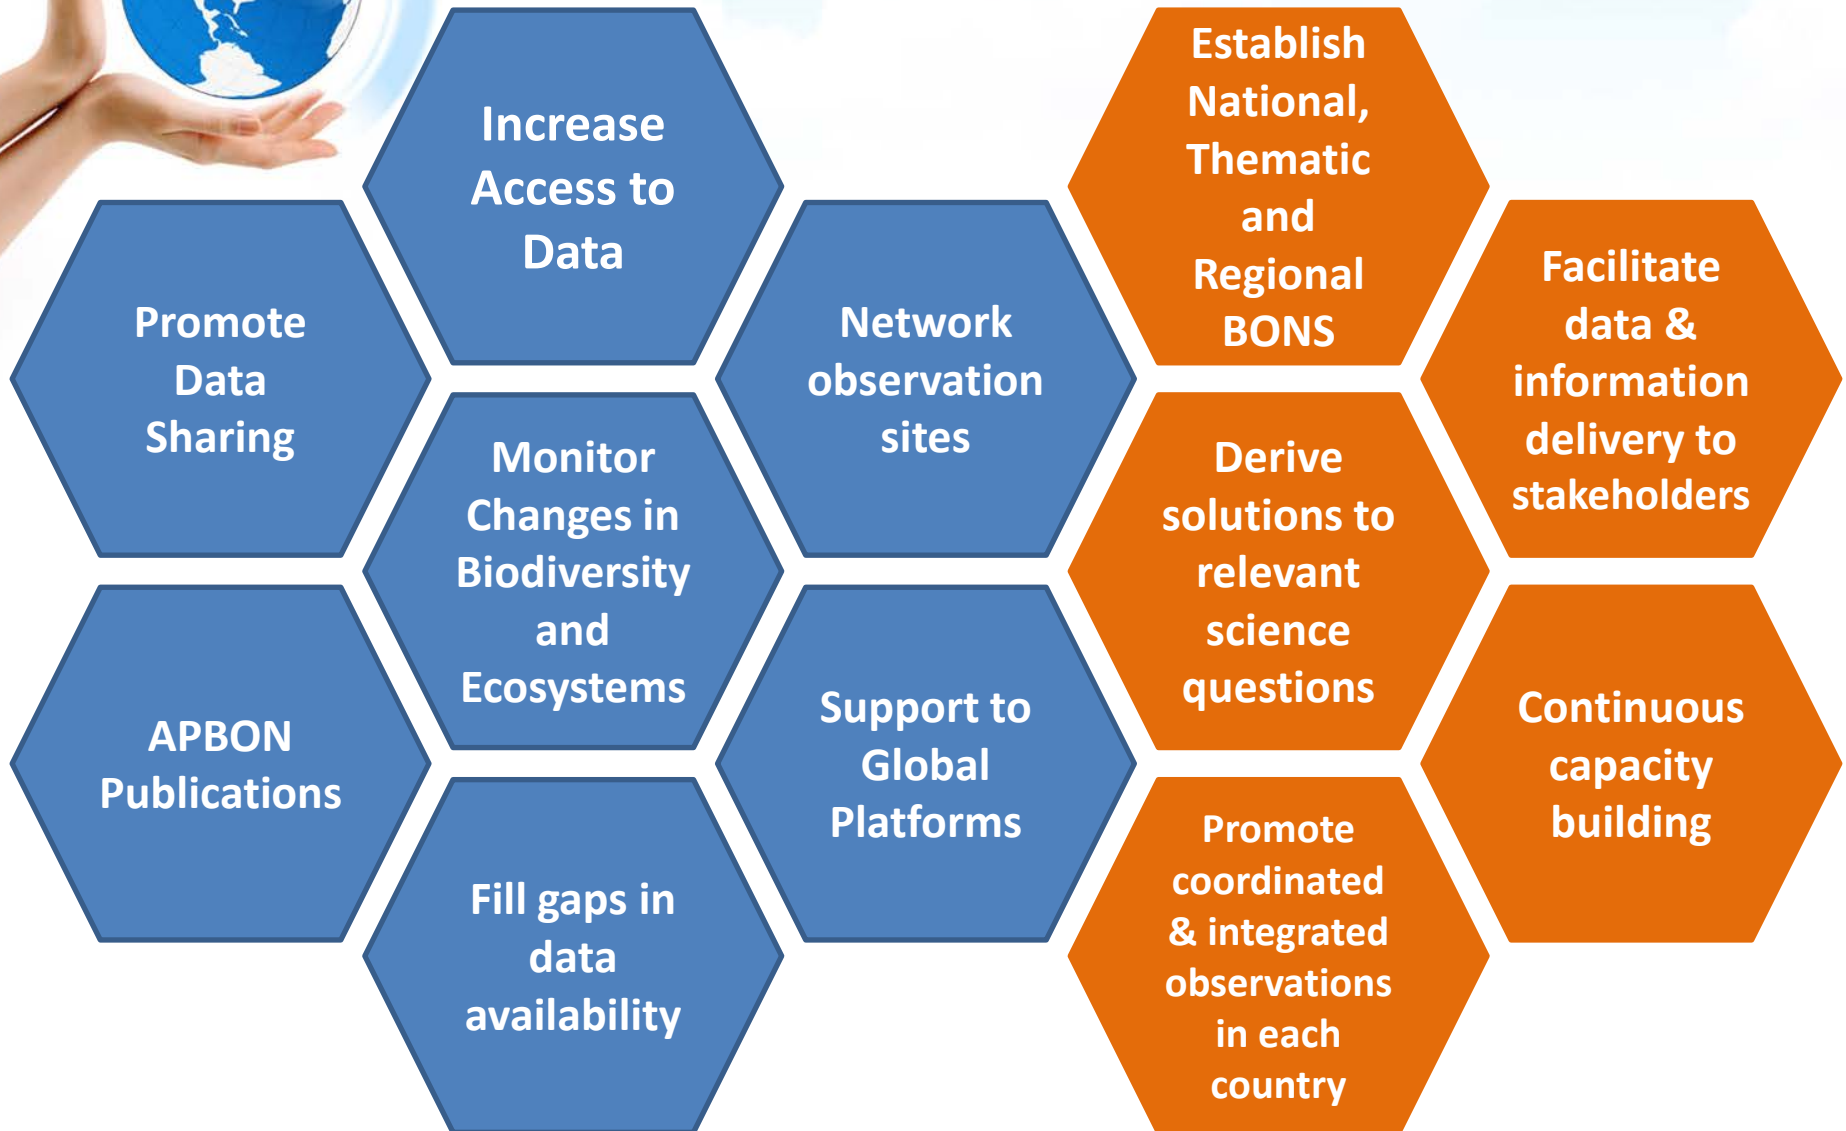 Increase
Access to
Data
Establish
National,
Thematic
and
Regional
BONS
Promote
Data
Sharing
Network
observation
sites
Facilitate
data &
information
delivery to
stakeholders
Monitor
Changes in
Biodiversity
and
Ecosystems
Derive
solutions to
relevant
science
questions
APBON
Publications
Support to
Global
Platforms
Continuous
capacity
building
Fill gaps in
data
availability
Promote
coordinated
& integrated
observations
in each
country